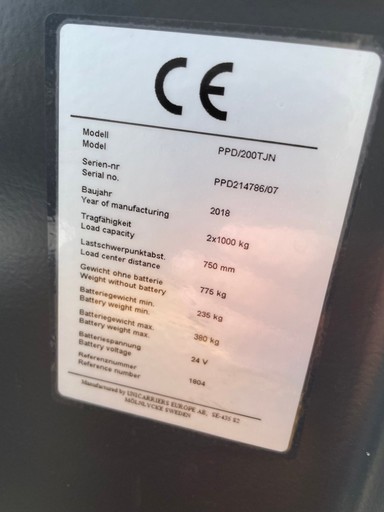 CE
Modell
Model PPD/200TJN
Serien-nr
Serial no. PPD214786/07
Baujahr
Year of manufacturing 2018
Tragfähigkeit
Load capacity 2x1000 kg
Lastschwerpunktabst.
Load center distance 750 mm
Gewicht ohne batterie
Weight without battery 775 kg
Batteriegewicht min.
Battery weight min. 235 kg
Batteriegewicht max.
Battery weight max. 380 kg
Batteriespannung
Battery voltage 24 V
Referensnummer
Reference number 1604
Manufactured by UNICARRIERS EUROPE AB, SE-435 82
MÖLNLYCKE SWEDEN